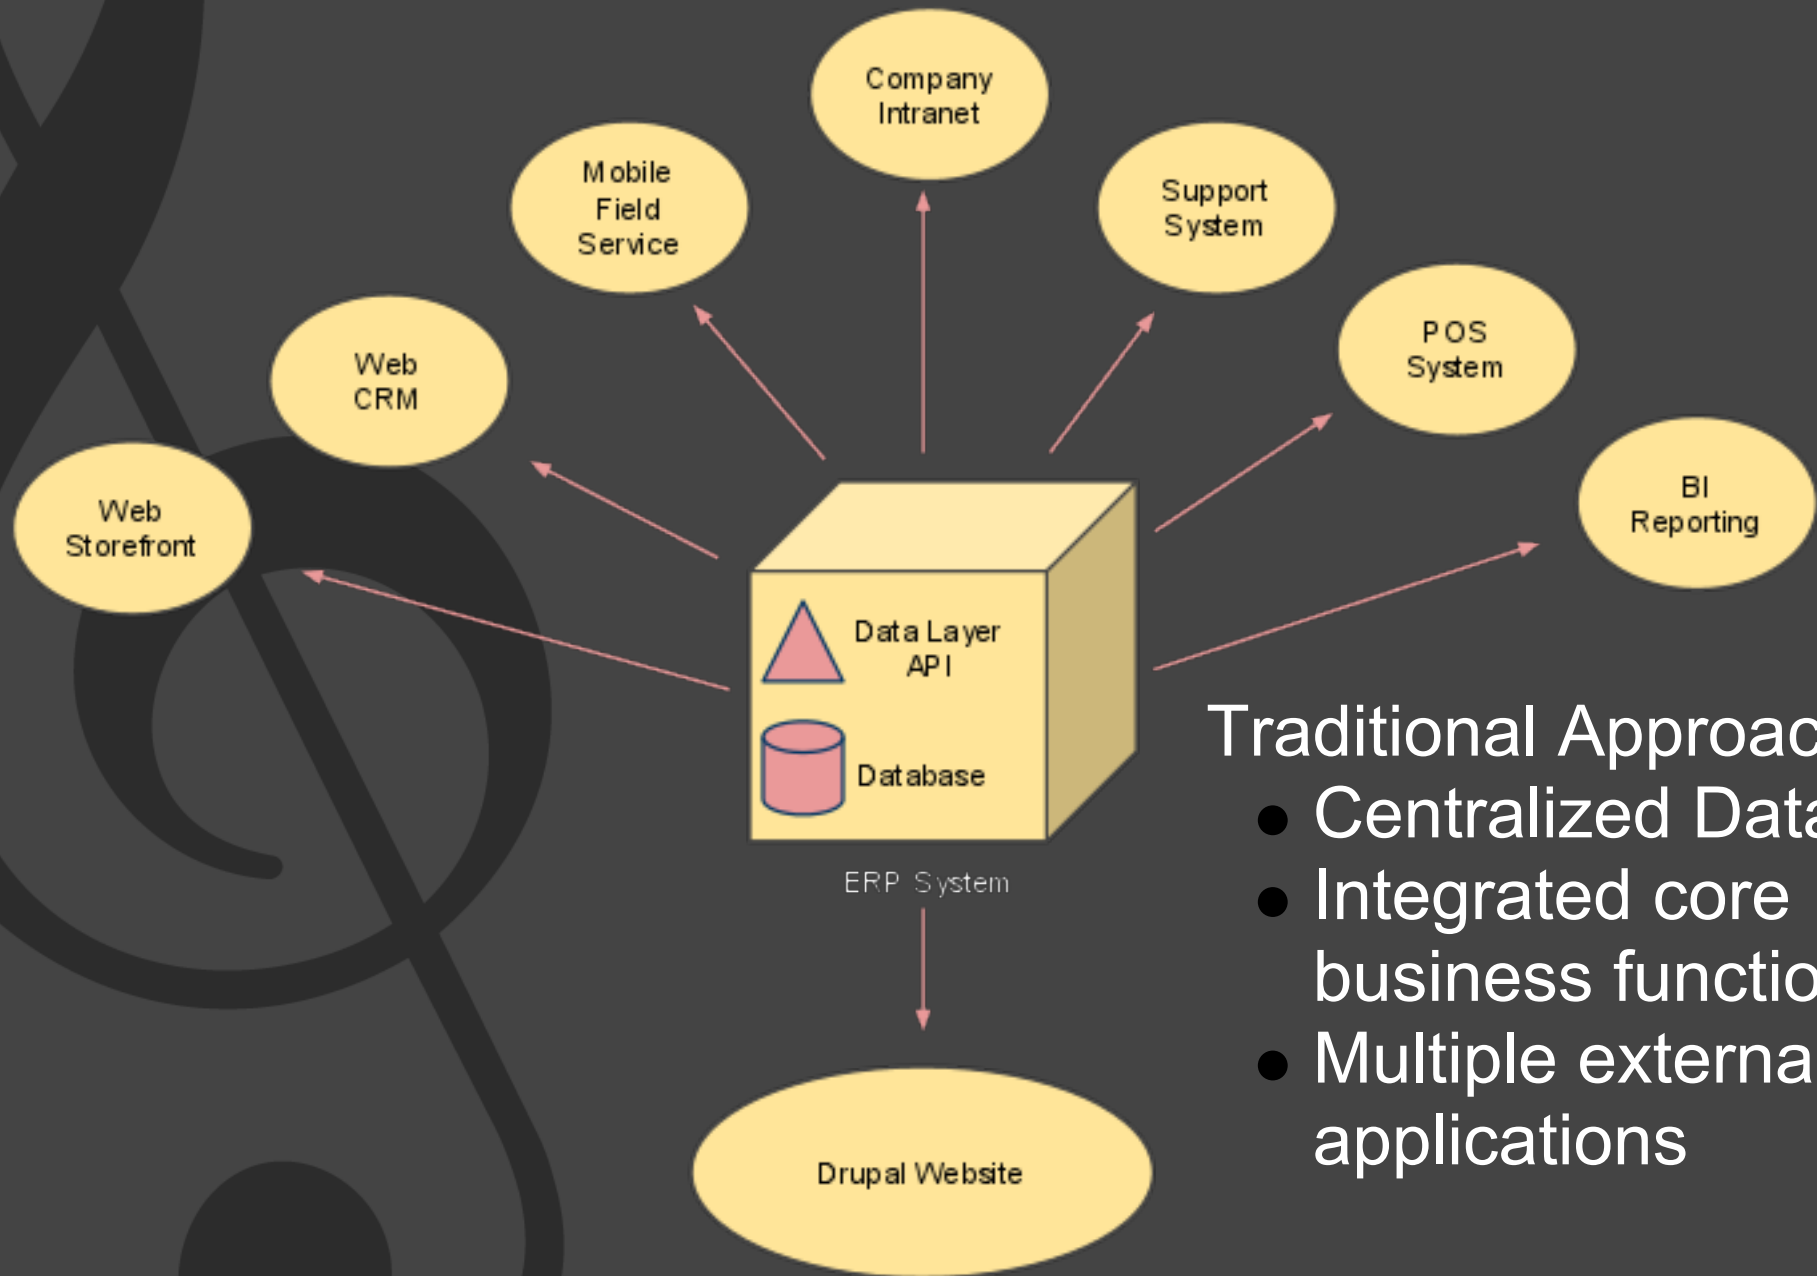 Company
Intranet
Mobile
Field
Service
Support
System
Web
CRM
POS
System
Web
Storefront
BI
Reporting
Data Layer
API
Database
ERP System
Drupal Website
Traditional Approac
Centralized Data
Integrated core
business functio
Multiple externa
applications